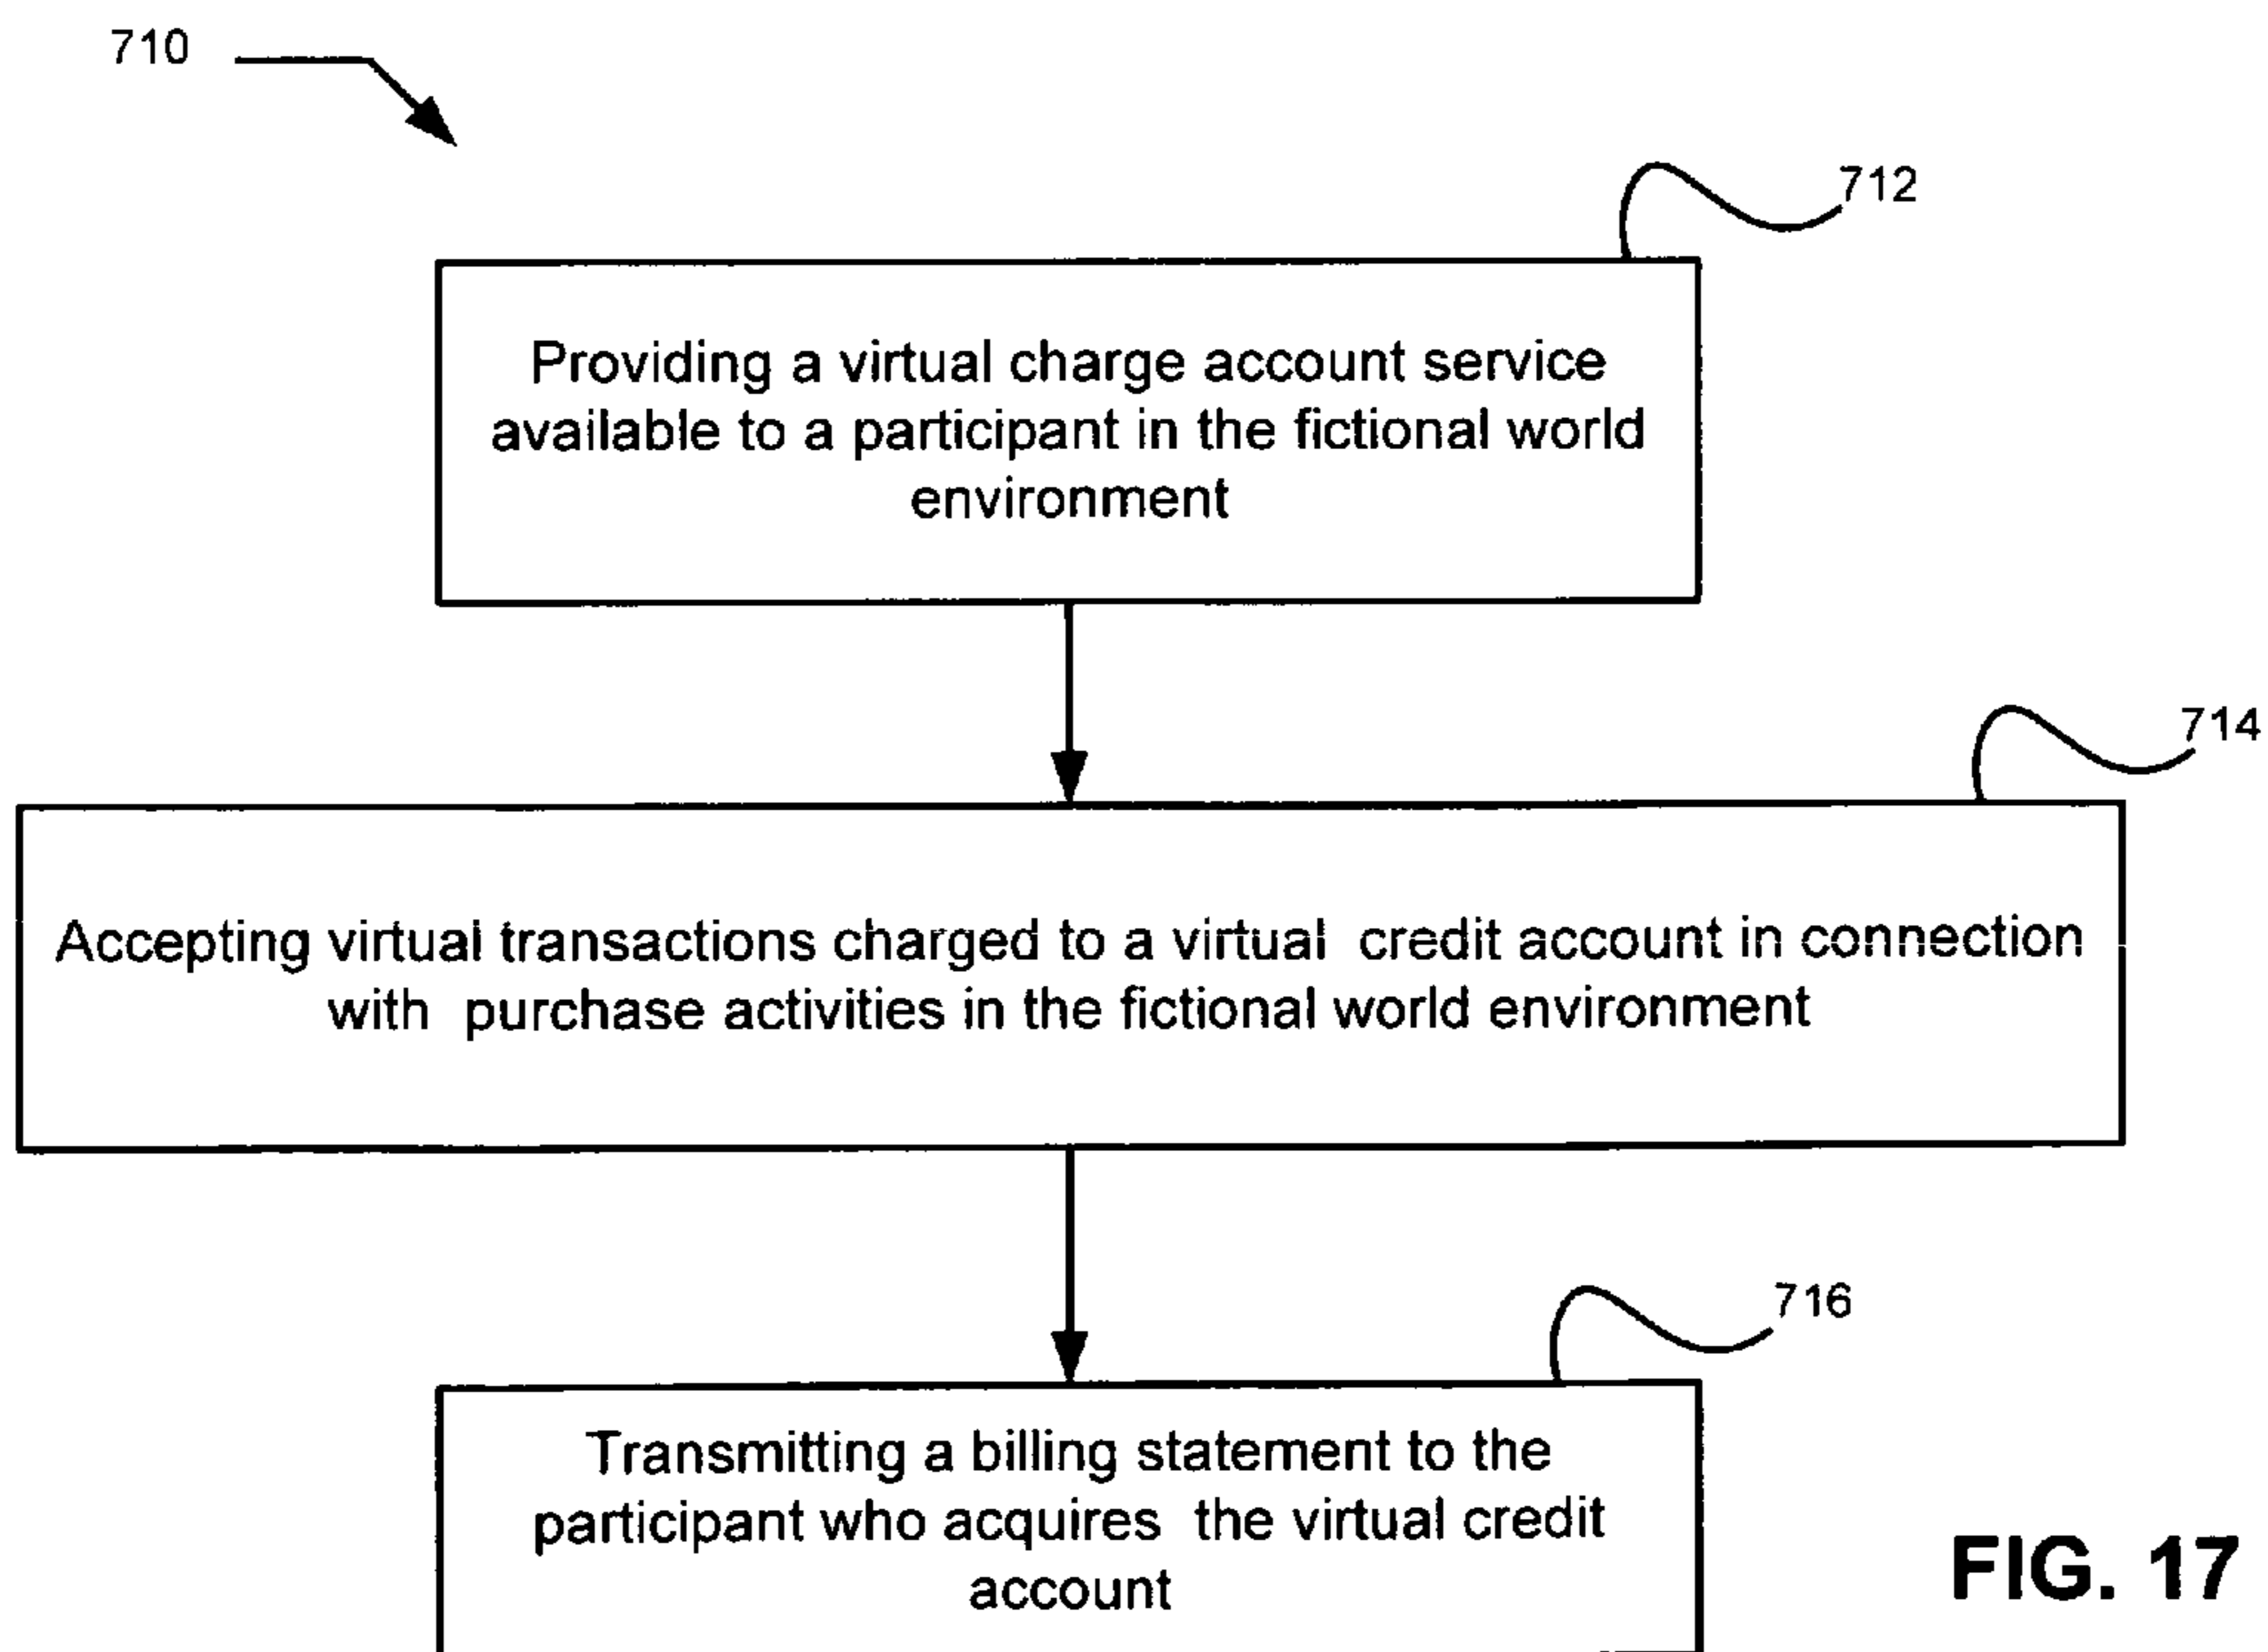 710
712
Providing a virtual charge account service
available to a participant in the fictional world
environment
714
Accepting virtual transactions charged to a virtual credit account in connection
with purchase activities in the fictional world environment
716
Transmitting a billing statement to the
participant who acquires the virtual credit
account
FIG. 17